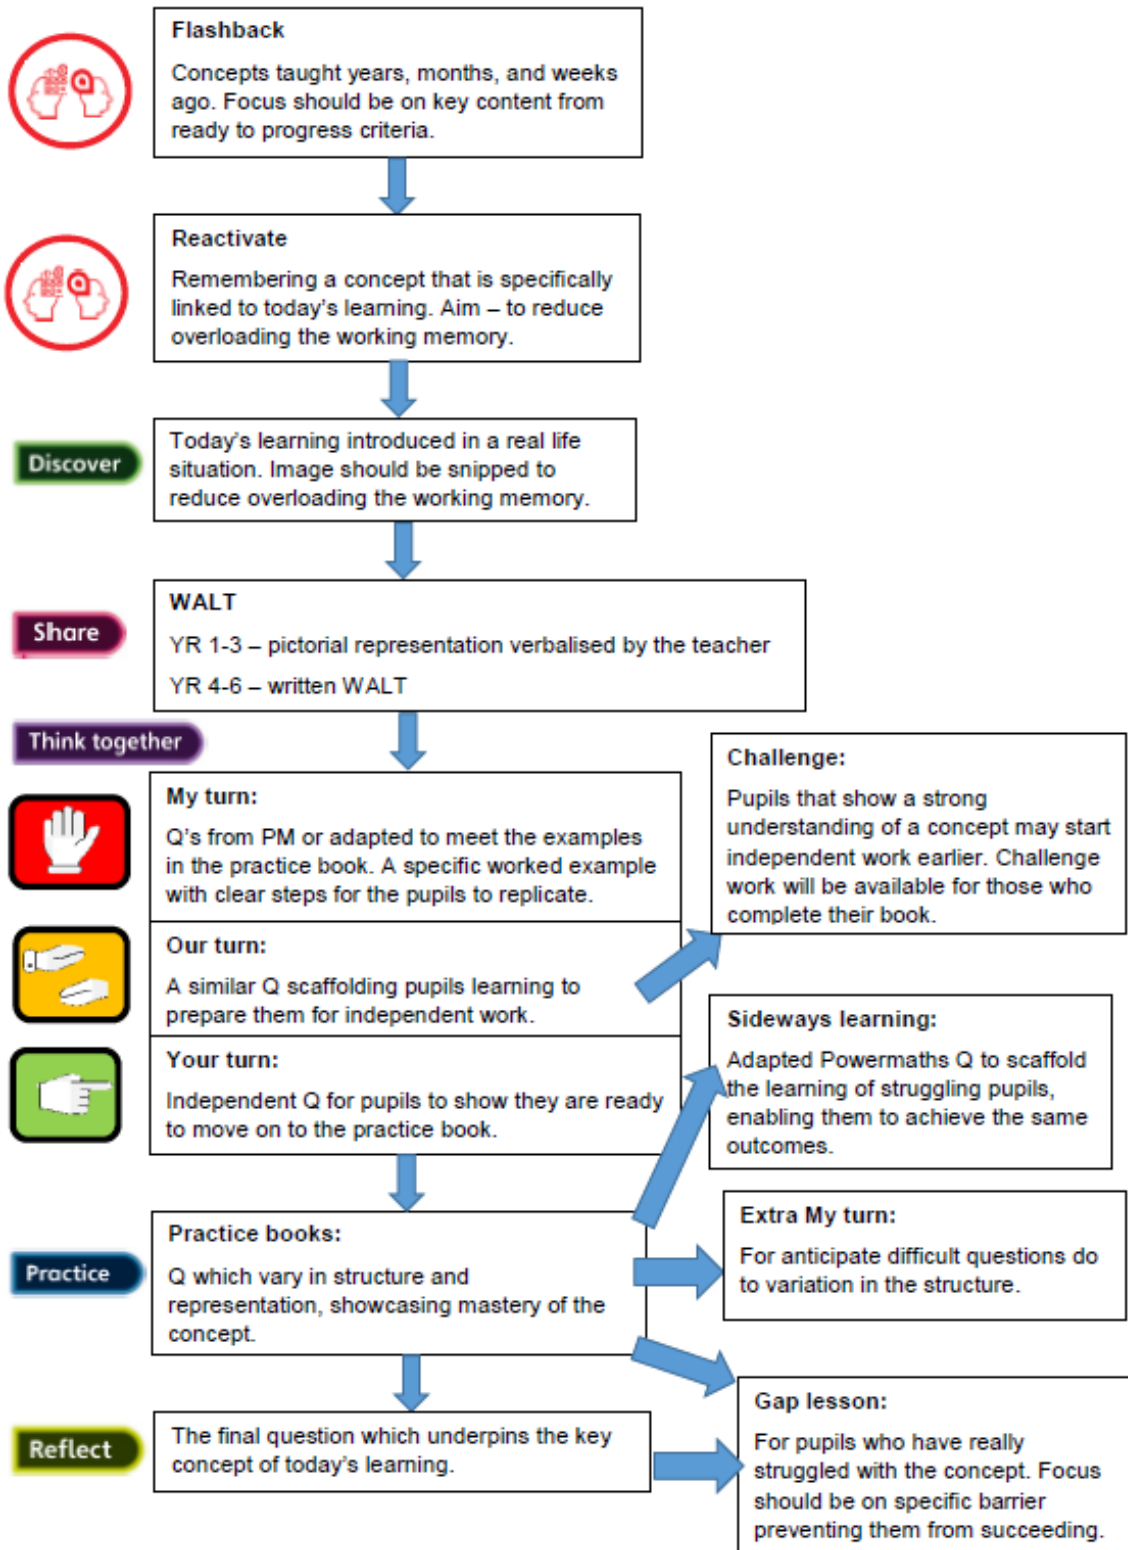 Flashback
Concepts taught years, months, and weeks
ago. Focus should be on key content from
ready to progress criteria.
Reactivate
Remembering a concept that is specifically
linked to today's learning. Aim – to reduce
overloading the working memory.
Discover
Today's learning introduced in a real life
situation. Image should be snipped to
reduce overloading the working memory.
Share
WALT
YR 1-3 – pictorial representation verbalised by the teacher
YR 4-6 – written WALT
Think together
My turn:
Q's from PM or adapted to meet the examples
in the practice book. A specific worked example
with clear steps for the pupils to replicate.
Challenge:
Pupils that show a strong
understanding of a concept may start
independent work earlier. Challenge
work will be available for those who
complete their book.
Our turn:
A similar Q scaffolding pupils learning to
prepare them for independent work.
Your turn:
Independent Q for pupils to show they are ready
to move on to the practice book.
Sideways learning:
Adapted Powermaths Q to scaffold
the learning of struggling pupils,
enabling them to achieve the same
outcomes.
Practice
Practice books:
Q which vary in structure and
representation, showcasing mastery of the
concept.
Extra My turn:
For anticipate difficult questions do
to variation in the structure.
Reflect
The final question which underpins the key
concept of today's learning.
Gap lesson:
For pupils who have really
struggled with the concept. Focus
should be on specific barrier
preventing them from succeeding.